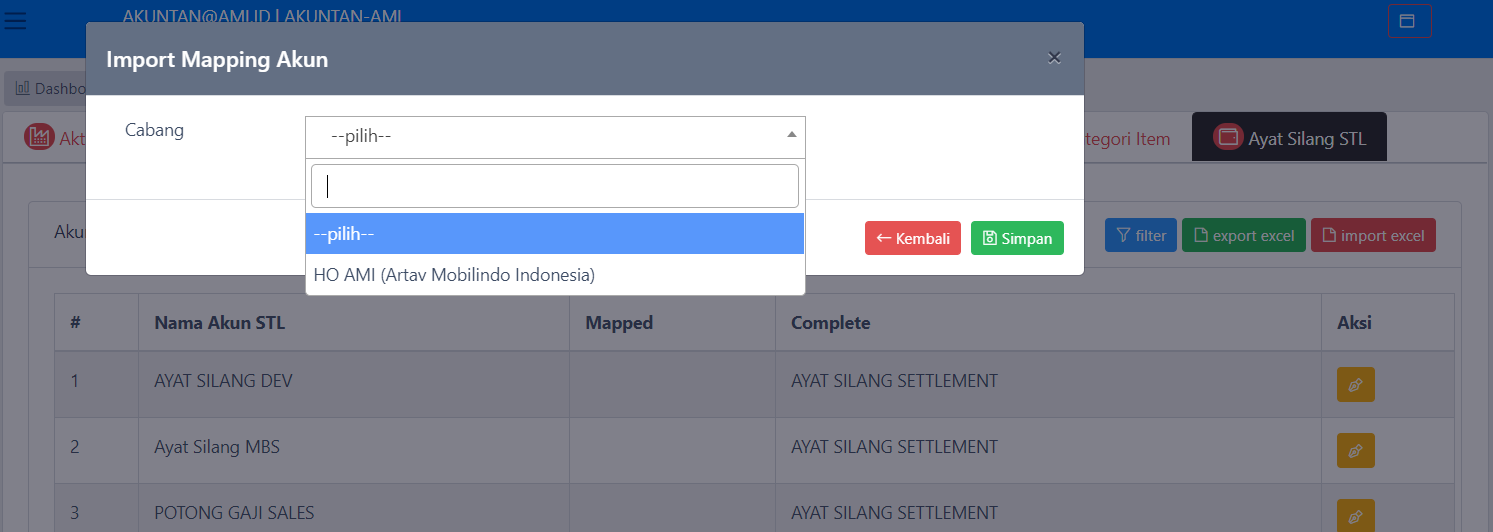 AKUNTAN@AMI.ID | AKUNTAN-AMI
Import Mapping Akun
×
Dashbo
Cabang
--pilih--
Akt
tegori Item
Ayat Silang STL
--pilih--
Aku
filter
export excel
import excel
Kembali
Simpan
HO AMI (Artav Mobilindo Indonesia)
# Nama Akun STL Mapped Complete Aksi
1 AYAT SILANG DEV AYAT SILANG SETTLEMENT
2 Ayat Silang MBS AYAT SILANG SETTLEMENT
3 POTONG GAJI SALES AYAT SILANG SETTLEMENT